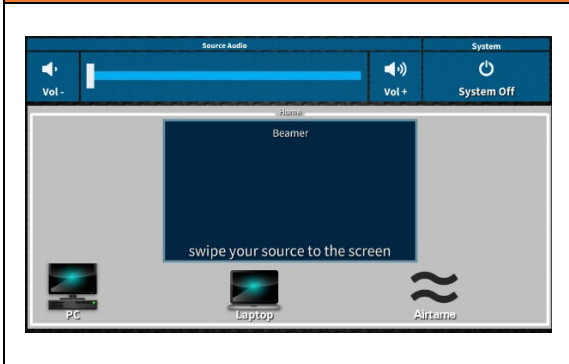 Source Audio
System
Vol -
Vol +
System Off
Home
Beamer
swipe your source to the screen
PC
Laptop
Airtame